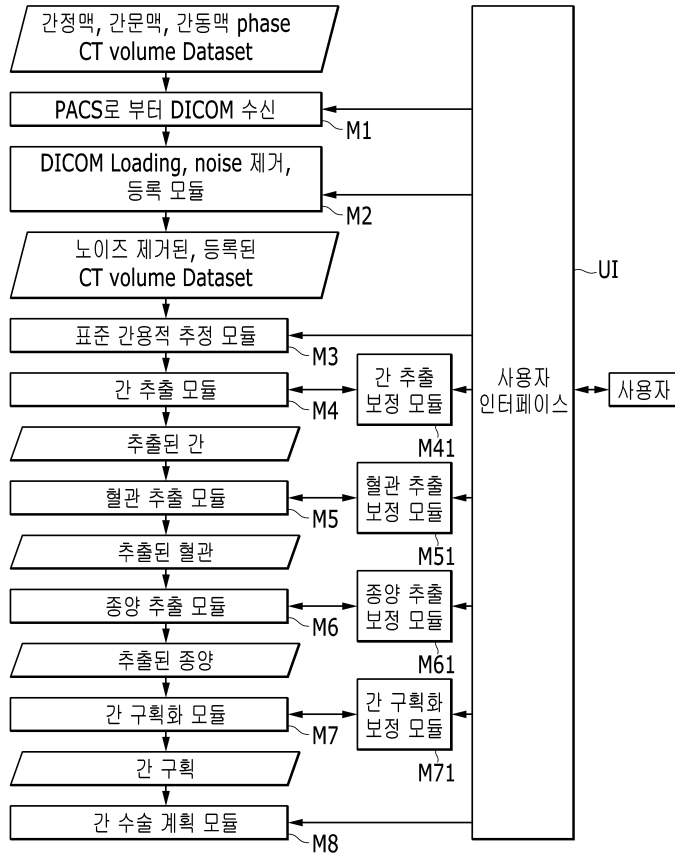 간정맥, 간문맥, 간동맥 phase
CT volume Dataset
PACS로 부터 DICOM 수신
M1
DICOM Loading, noise 제거,
등록 모듈
M2
노이즈 제거된, 등록된
CT volume Dataset
UI
표준 간용적 추정 모듈
M3
간 추출 모듈
M4
간 추출
보정 모듈
M41
사용자
인터페이스
사용자
추출된 간
혈관 추출 모듈
M5
혈관 추출
보정 모듈
M51
추출된 혈관
종양 추출 모듈
M6
종양 추출
보정 모듈
M61
추출된 종양
간 구획화 모듈
M7
간 구획화
보정 모듈
M71
간 구획
간 수술 계획 모듈
M8